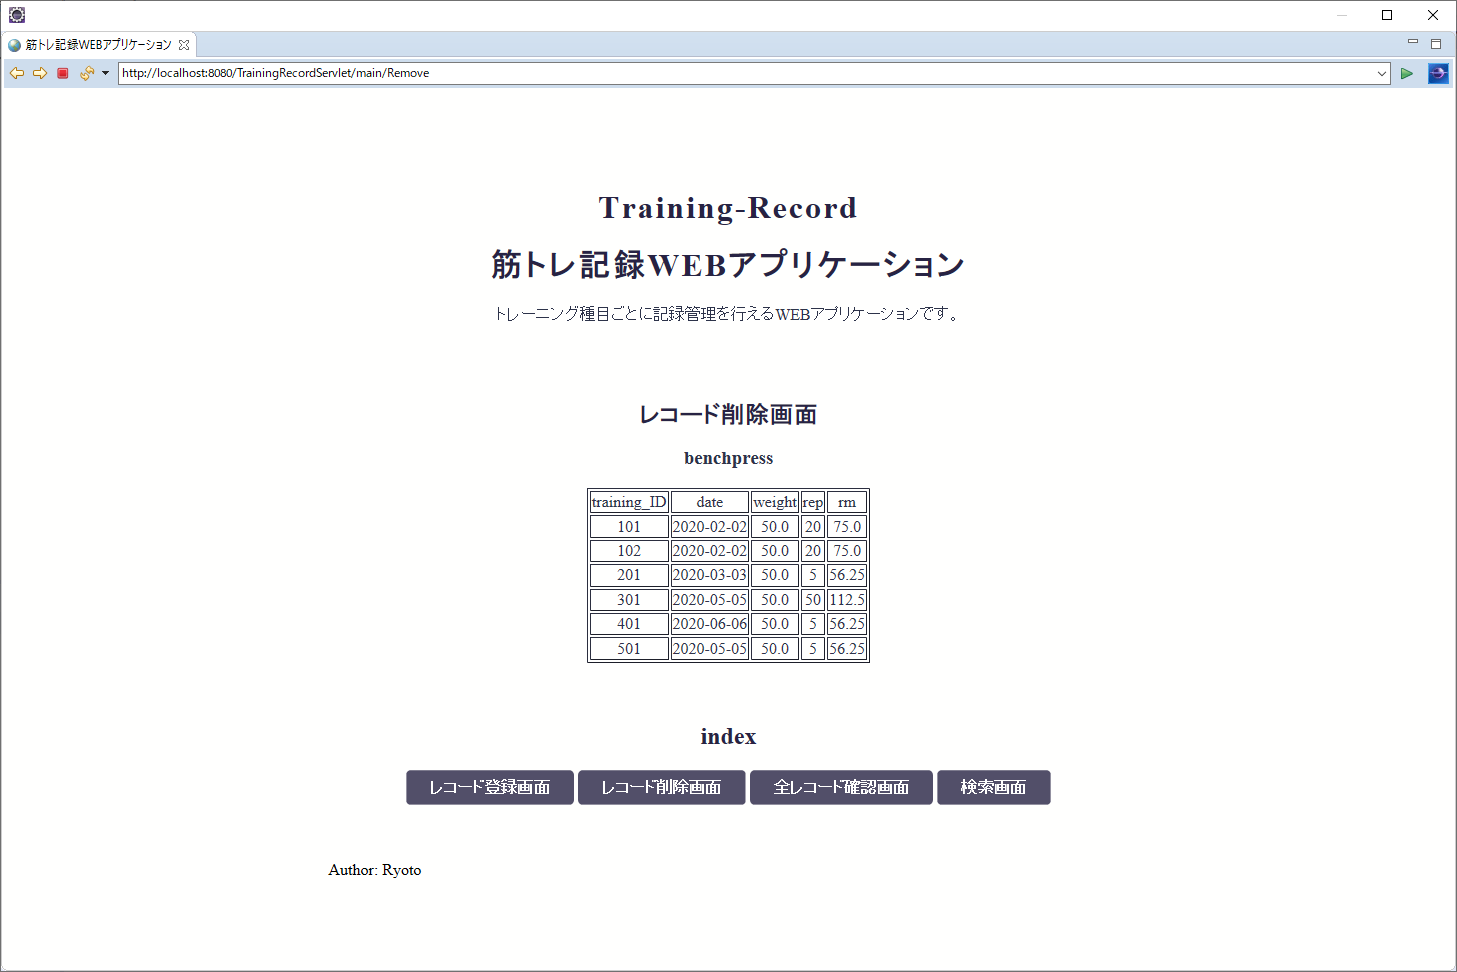 筋トレ記録WEBアプリケーション
http://localhost:8080/TrainingRecordServlet/main/Remove
Training-Record
筋トレ記録WEBアプリケーション
トレーニング種目ごとに記録管理を行えるWEBアプリケーションです。
レコード削除画面
benchpress
training_ID date weight rep rm
101 2020-02-02 50.0 20 75.0
102 2020-02-02 50.0 20 75.0
201 2020-03-03 50.0 5 56.25
301 2020-05-05 50.0 50 112.5
401 2020-06-06 50.0 5 56.25
501 2020-05-05 50.0 5 56.25
index
レコード登録画面 レコード削除画面 全レコード確認画面 検索画面
Author: Ryoto